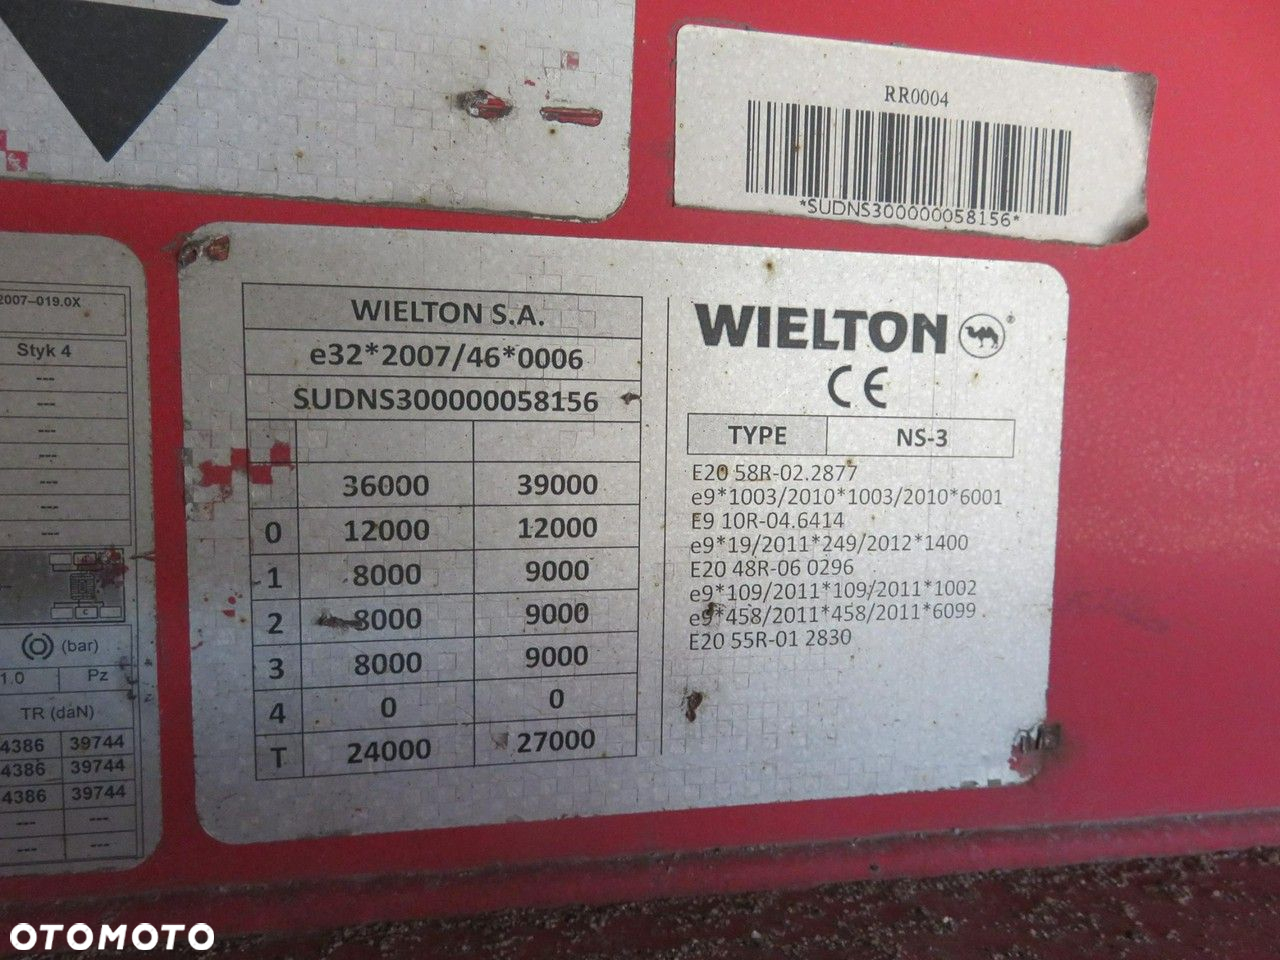 RR0004
*SUDNS300000058156*
2007-019.0X
Styk 4
---
---
---
---
---
---
(bar)
1.0 Pz
TR (daN)
4386 39744
4386 39744
4386 39744
--- ---
--- ---
WIELTON S.A.
e32*2007/46*0006
SUDNS300000058156
36000 39000
0 12000 12000
1 8000 9000
2 8000 9000
3 8000 9000
4 0 0
T 24000 27000
WIELTON ®
CE
TYPE NS-3
E20 58R-02.2877
e9*1003/2010*1003/2010*6001
E9 10R-04.6414
e9*19/2011*249/2012*1400
E20 48R-06 0296
e9*109/2011*109/2011*1002
e9*458/2011*458/2011*6099
E20 55R-01 2830
OTOMOTO